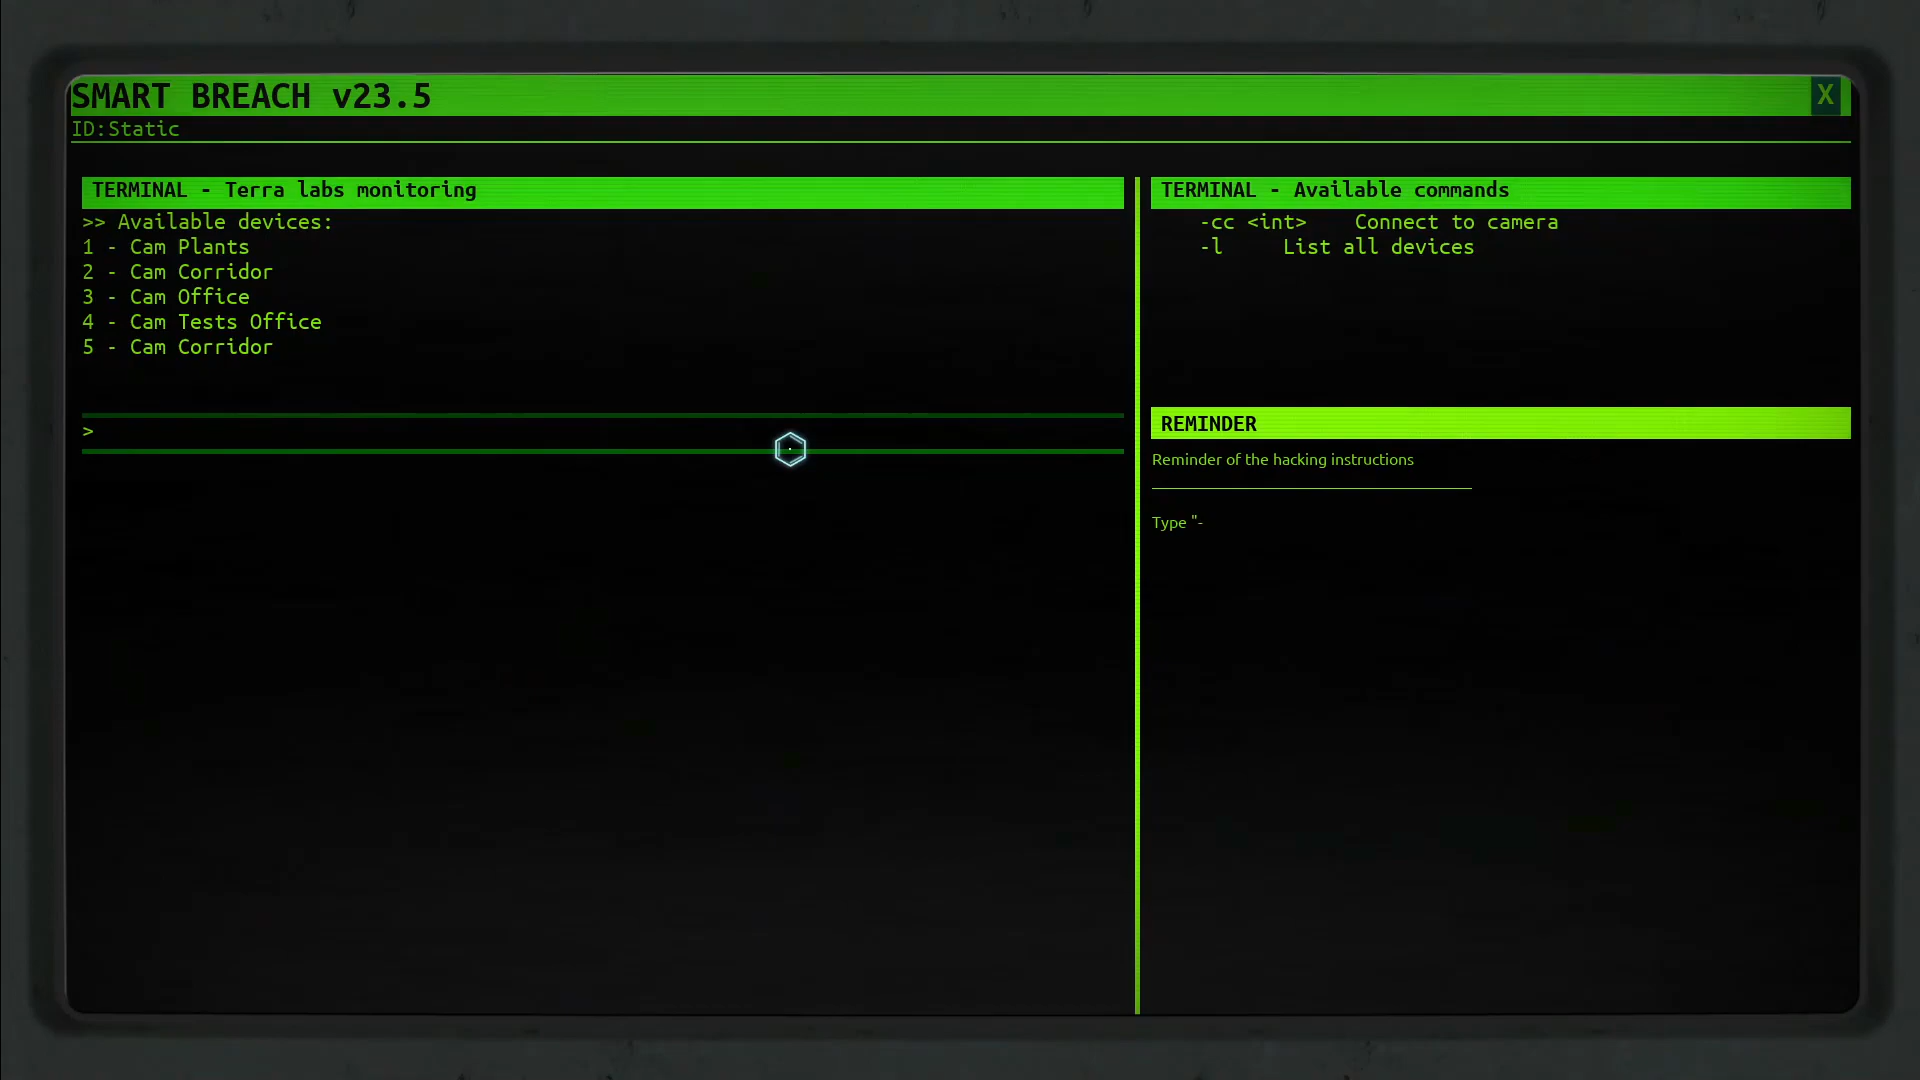 SMART BREACH v23.5
X
ID:Static
TERMINAL - Terra labs monitoring
>> Available devices:
1 - Cam Plants
2 - Cam Corridor
3 - Cam Office
4 - Cam Tests Office
5 - Cam Corridor
>
TERMINAL - Available commands
-cc <int> Connect to camera
-l List all devices
REMINDER
Reminder of the hacking instructions
Type "-